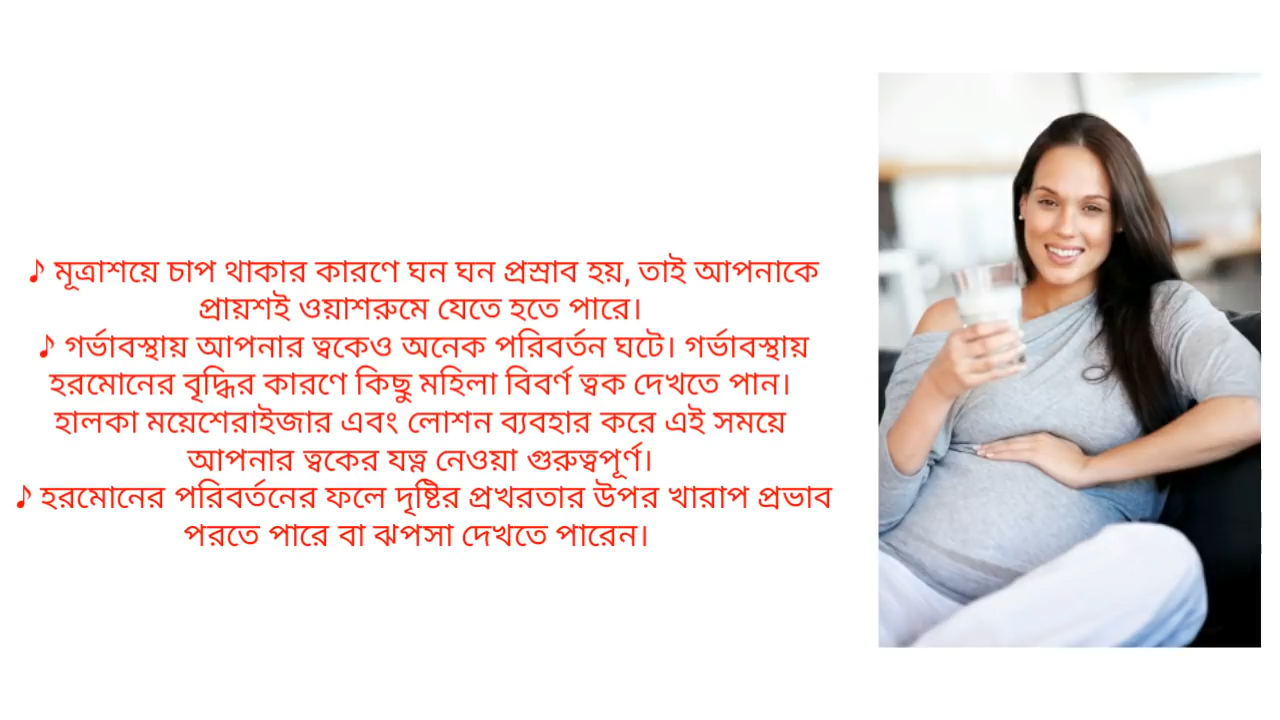 ♪ মূত্রাশয়ে চাপ থাকার কারণে ঘন ঘন প্রস্রাব হয়, তাই আপনাকে
প্রায়শই ওয়াশরুমে যেতে হতে পারে।
♪ গর্ভাবস্থায় আপনার ত্বকেও অনেক পরিবর্তন ঘটে। গর্ভাবস্থায়
হরমোনের বৃদ্ধির কারণে কিছু মহিলা বিবর্ণ ত্বক দেখতে পান।
হালকা ময়েশেরাইজার এবং লোশন ব্যবহার করে এই সময়ে
আপনার ত্বকের যত্ন নেওয়া গুরুত্বপূর্ণ।
♪ হরমোনের পরিবর্তনের ফলে দৃষ্টির প্রখরতার উপর খারাপ প্রভাব
পরতে পারে বা ঝপসা দেখতে পারেন।